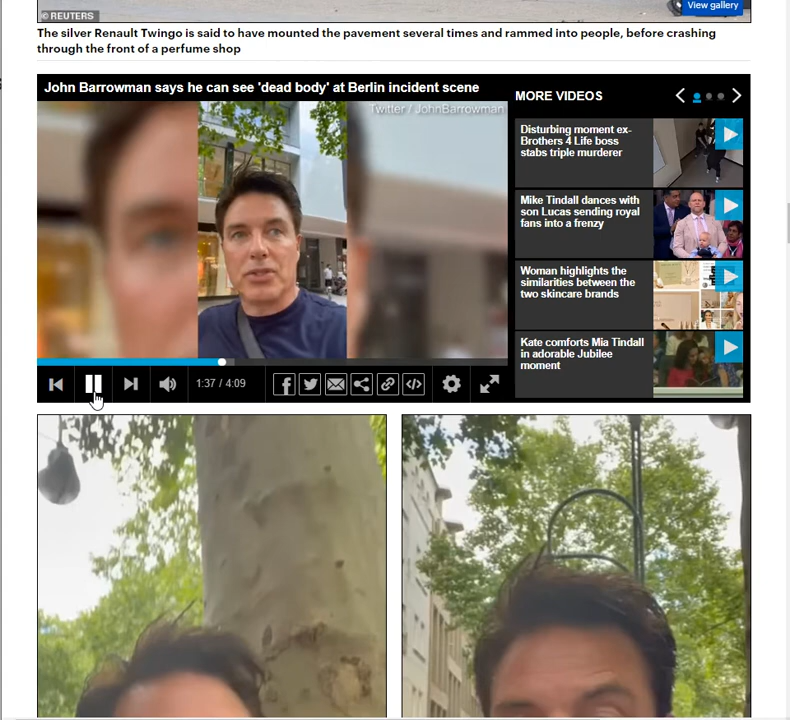 View gallery
© REUTERS
The silver Renault Twingo is said to have mounted the pavement several times and rammed into people, before crashing
through the front of a perfume shop
John Barrowman says he can see 'dead body' at Berlin incident scene
Twitter / JohnBarrowman
1:37 / 4:09
MORE VIDEOS
Disturbing moment ex-
Brothers 4 Life boss
stabs triple murderer
Mike Tindall dances with
son Lucas sending royal
fans into a frenzy
Woman highlights the
similarities between the
two skincare brands
Kate comforts Mia Tindall
in adorable Jubilee
moment